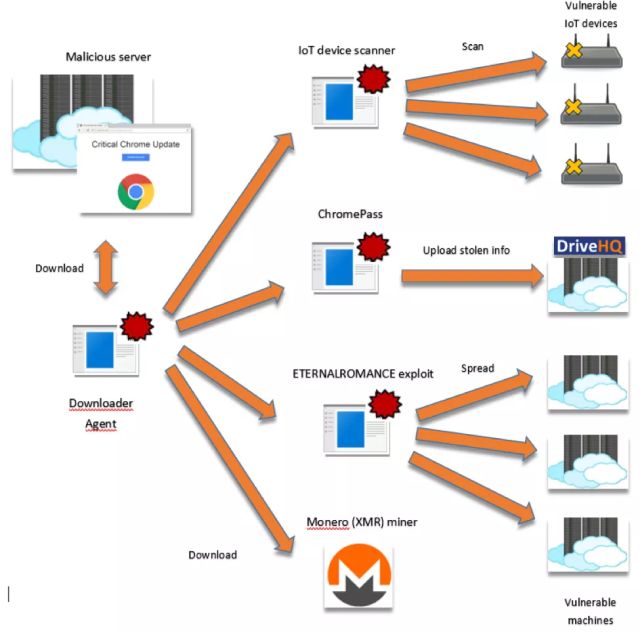 Vulnerable
IoT devices
IoT device scanner
Scan
Malicious server
Critical Chrome Update
ChromePass
Upload stolen info
DriveHQ
Download
ETERNALROMANCE exploit
Spread
Downloader
Agent
Monero (XMR) miner
Download
Vulnerable
machines